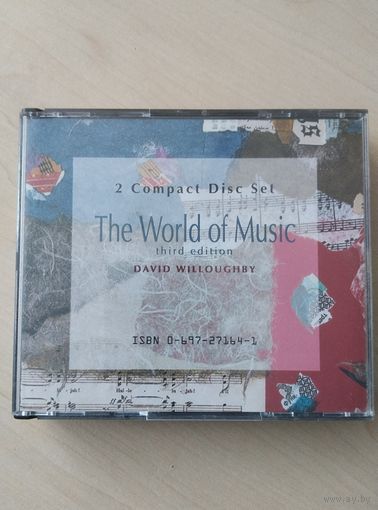 2 Compact Disc Set
The World of Music
third edition
DAVID WILLOUGHBY
ISBN 0-697-27164-1
www.ay.by